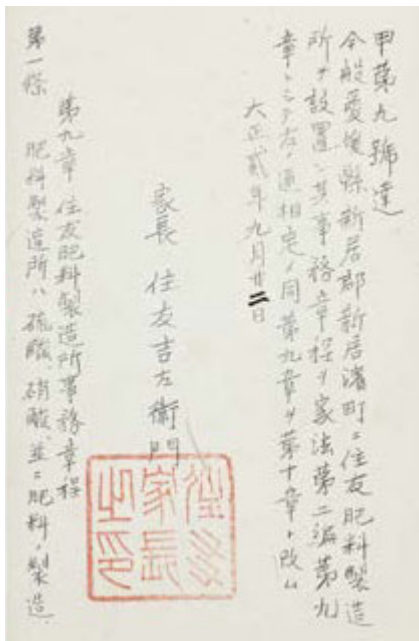 甲第九號達
今般愛媛縣新居郡新居濱町ニ住友肥料製造
所ヲ設置シ其事務章程ヲ家法第二編第九
章トシテ左ノ通相定メ同第九章ヲ第十章ト改ム
大正貳年九月廿二日
家長 住友吉左衛門
住友家長之印
第九章 住友肥料製造所事務章程
第一條 肥料製造所ハ硫酸、硝酸、並ニ肥料ノ製造